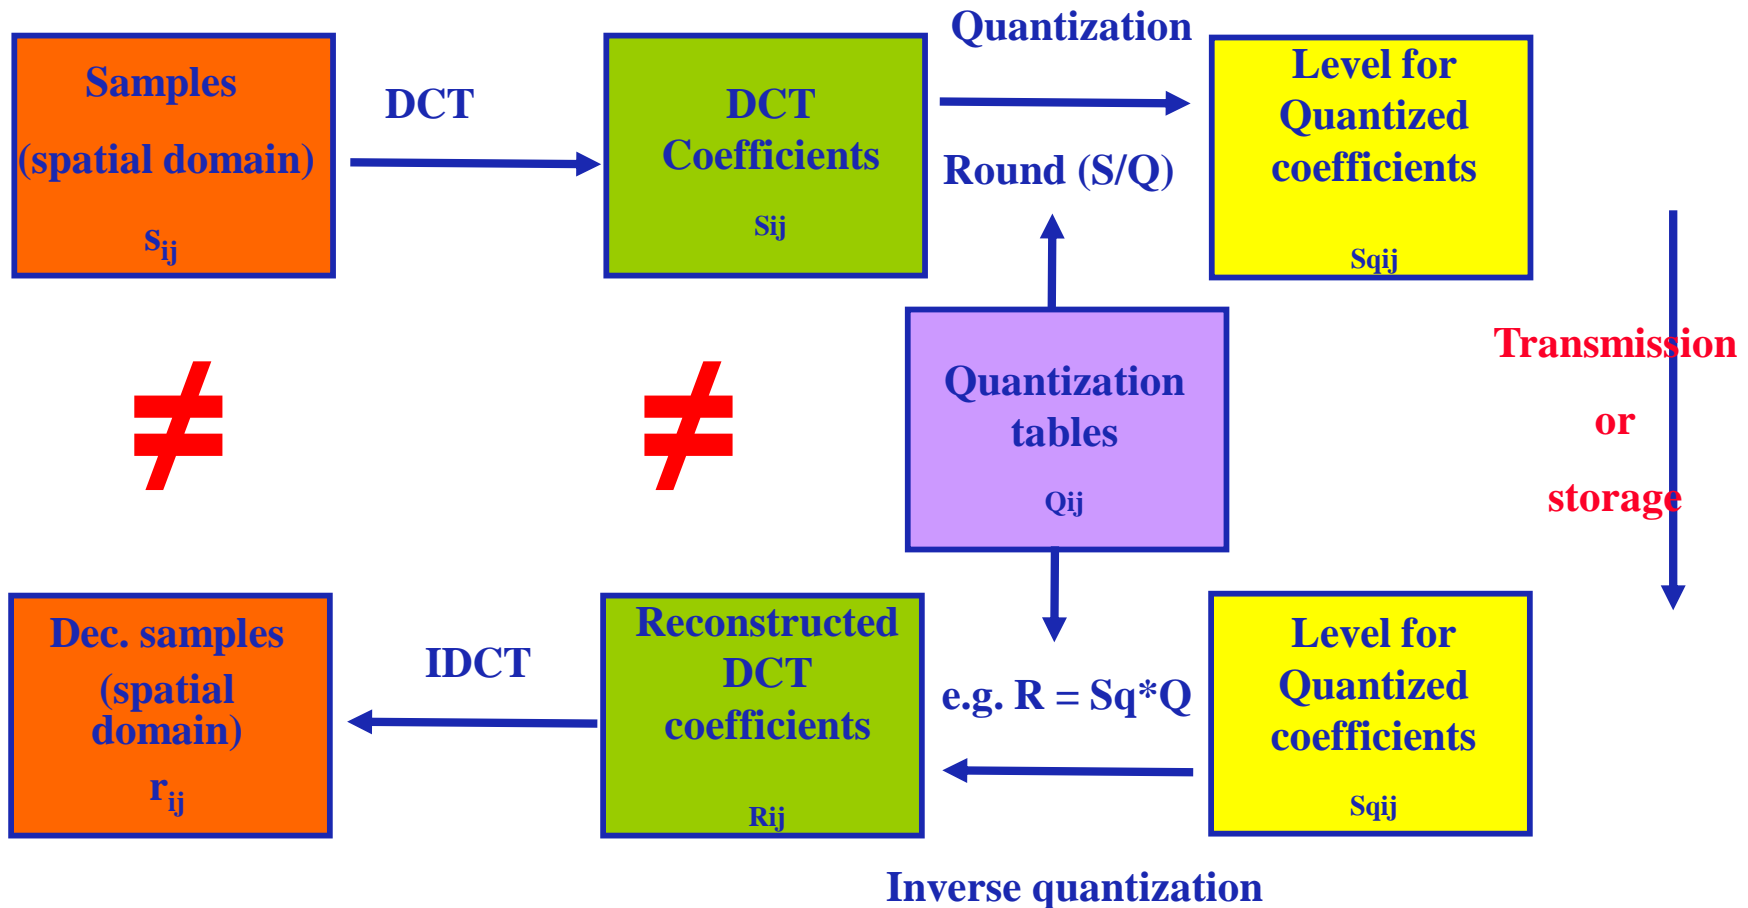 Samples
(spatial domain)
sij
DCT
DCT
Coefficients
Sij
Quantization
Round (S/Q)
Level for
Quantized
coefficients
Sqij
≠
≠
Quantization
tables
Qij
Transmission
or
storage
Dec. samples
(spatial
domain)
rij
IDCT
Reconstructed
DCT
coefficients
Rij
e.g. R = Sq*Q
Level for
Quantized
coefficients
Sqij
Inverse quantization